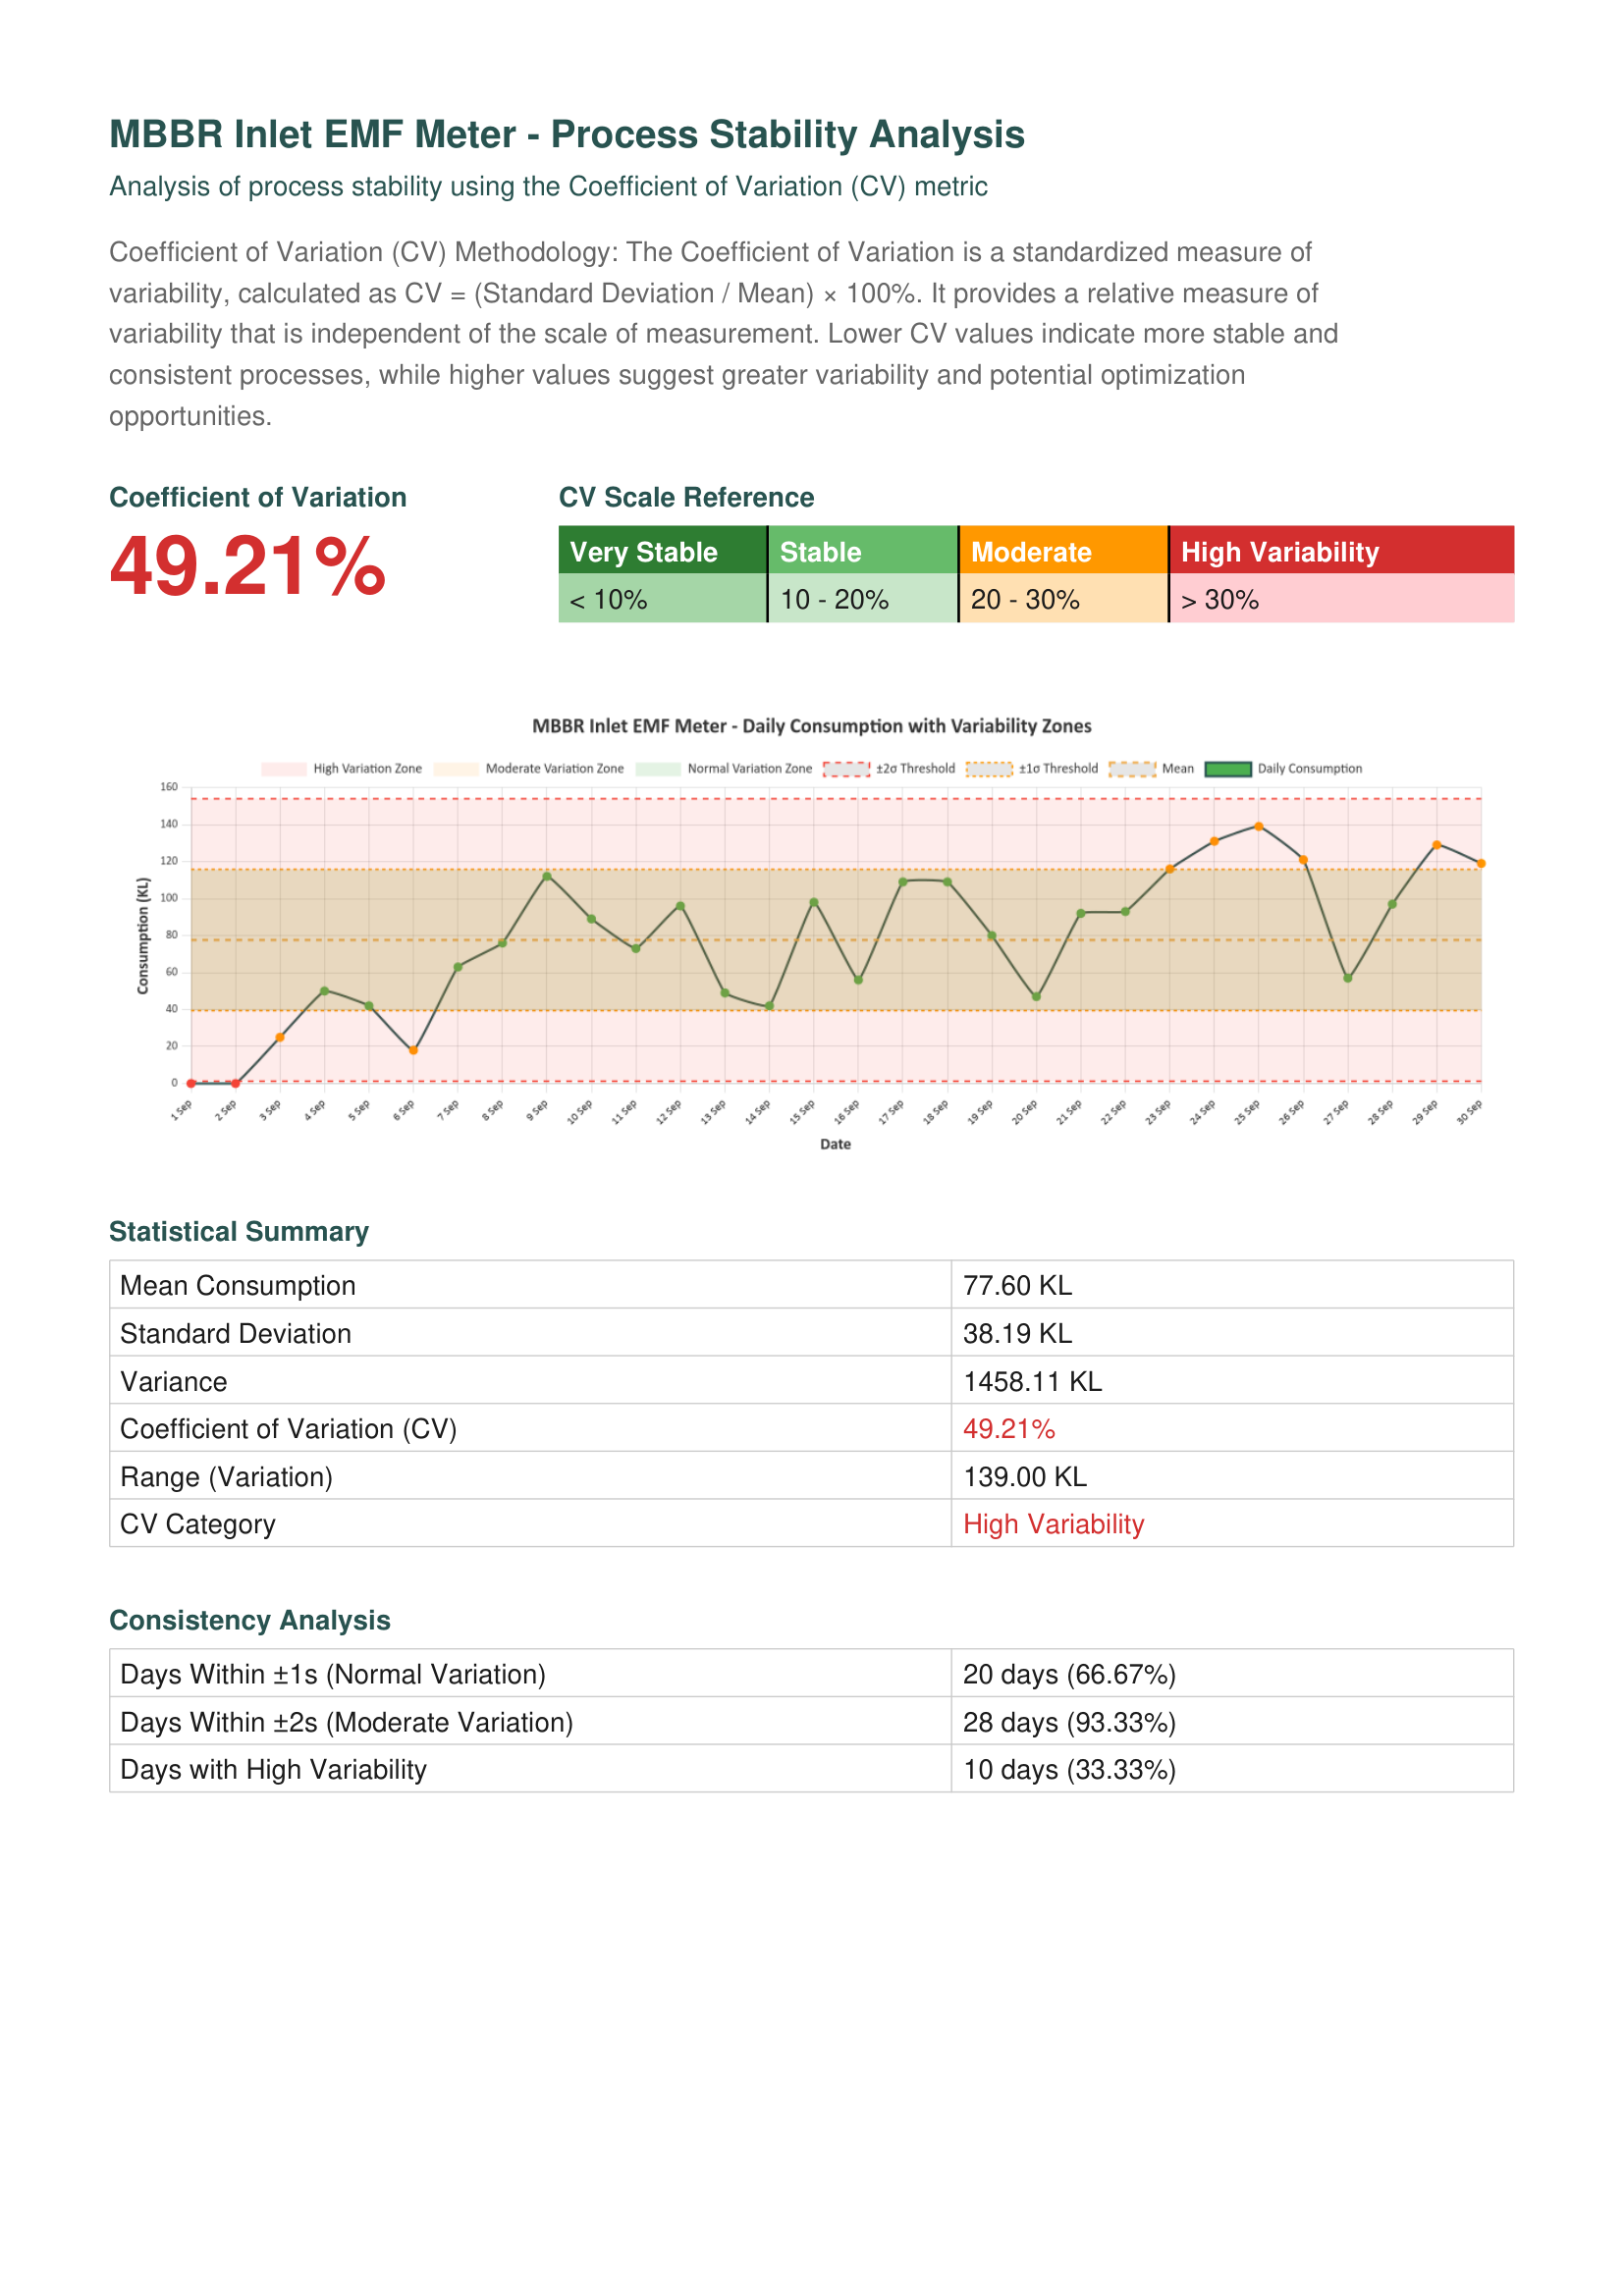 MBBR Inlet EMF Meter - Process Stability Analysis
Analysis of process stability using the Coefficient of Variation (CV) metric
Coefficient of Variation (CV) Methodology: The Coefficient of Variation is a standardized measure of
variability, calculated as CV = (Standard Deviation / Mean) × 100%. It provides a relative measure of
variability that is independent of the scale of measurement. Lower CV values indicate more stable and
consistent processes, while higher values suggest greater variability and potential optimization
opportunities.
Coefficient of Variation
49.21%
CV Scale Reference
Very Stable Stable Moderate High Variability
< 10% 10 - 20% 20 - 30% > 30%
MBBR Inlet EMF Meter - Daily Consumption with Variability Zones
High Variation Zone Moderate Variation Zone Normal Variation Zone ±2σ Threshold ±1σ Threshold Mean Daily Consumption
Consumption (KL)
160
140
120
100
80
60
40
20
0
1 Sep 2 Sep 3 Sep 4 Sep 5 Sep 6 Sep 7 Sep 8 Sep 9 Sep 10 Sep 11 Sep 12 Sep 13 Sep 14 Sep 15 Sep 16 Sep 17 Sep 18 Sep 19 Sep 20 Sep 21 Sep 22 Sep 23 Sep 24 Sep 25 Sep 26 Sep 27 Sep 28 Sep 29 Sep 30 Sep
Date
Statistical Summary
Mean Consumption 77.60 KL
Standard Deviation 38.19 KL
Variance 1458.11 KL
Coefficient of Variation (CV) 49.21%
Range (Variation) 139.00 KL
CV Category High Variability
Consistency Analysis
Days Within ±1s (Normal Variation) 20 days (66.67%)
Days Within ±2s (Moderate Variation) 28 days (93.33%)
Days with High Variability 10 days (33.33%)